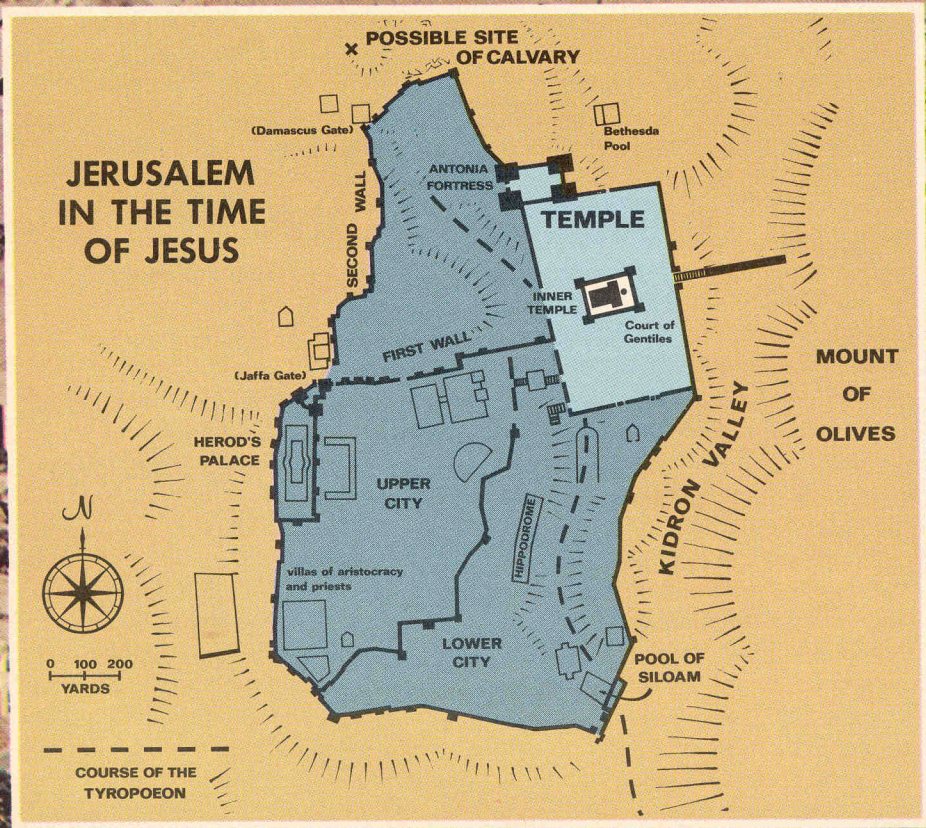 POSSIBLE SITE
OF CALVARY
(Damascus Gate)
Bethesda
Pool
JERUSALEM
IN THE TIME
OF JESUS
SECOND WALL
ANTONIA
FORTRESS
TEMPLE
INNER
TEMPLE
Court of
Gentiles
FIRST WALL
(Jaffa Gate)
MOUNT
OF
OLIVES
HEROD'S
PALACE
UPPER
CITY
KIDRON VALLEY
HIPPODROME
N
villas of aristocracy
and priests
LOWER
CITY
POOL OF
SILOAM
0 100 200
YARDS
COURSE OF THE
TYROPOEON